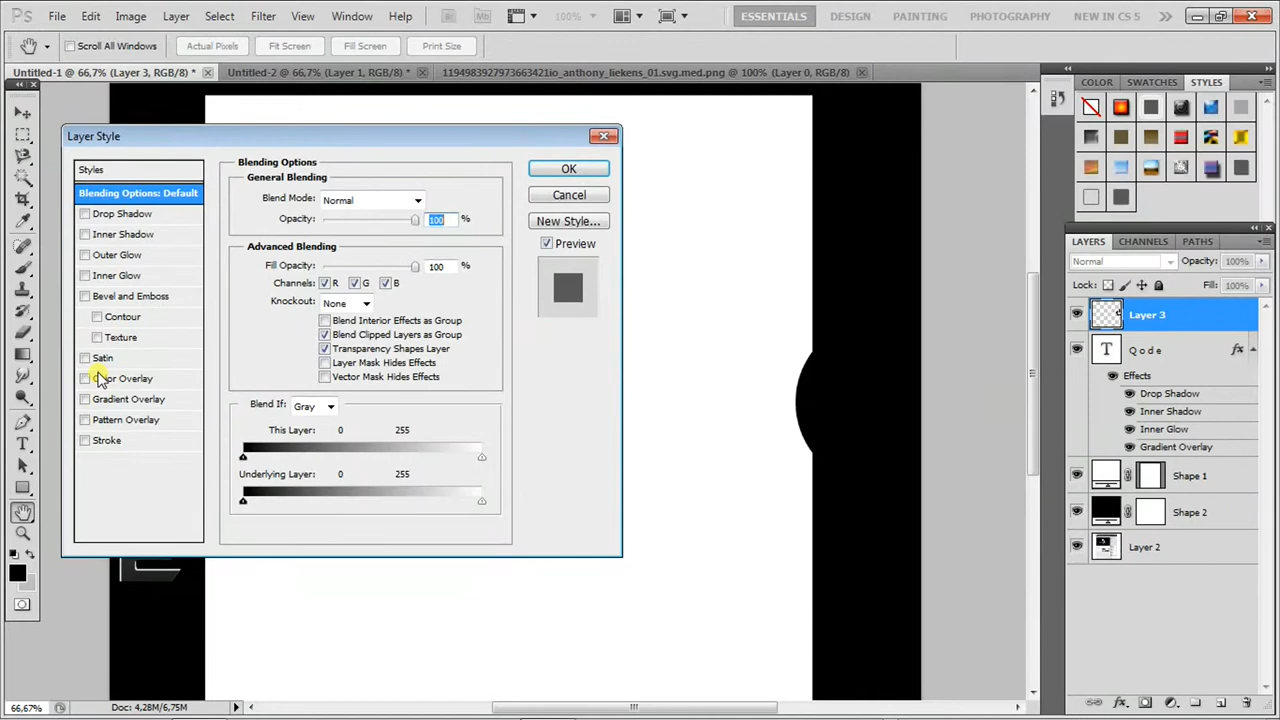 Ps File Edit Image Layer Select Filter View Window Help Br Mb 100% ESSENTIALS DESIGN PAINTING PHOTOGRAPHY NEW IN CS 5
Scroll All Windows Actual Pixels Fit Screen Fill Screen Print Size
Untitled-1 @ 66,7% (Layer 3, RGB/8) * Untitled-2 @ 66,7% (Layer 1, RGB/8) * 1194983927973663421io_anthony_liekens_01.svg.med.png @ 100% (Layer 0, RGB/8)
COLOR SWATCHES STYLES
Layer Style
Styles
Blending Options: Default
Drop Shadow
Inner Shadow
Outer Glow
Inner Glow
Bevel and Emboss
Contour
Texture
Satin
Color Overlay
Gradient Overlay
Pattern Overlay
Stroke
Blending Options
General Blending
Blend Mode: Normal
Opacity: 100 %
Advanced Blending
Fill Opacity: 100 %
Channels: R G B
Knockout: None
Blend Interior Effects as Group
Blend Clipped Layers as Group
Transparency Shapes Layer
Layer Mask Hides Effects
Vector Mask Hides Effects
Blend If: Gray
This Layer: 0 255
Underlying Layer: 0 255
OK
Cancel
New Style...
Preview
LAYERS CHANNELS PATHS
Normal Opacity: 100%
Lock: Fill: 100%
Layer 3
T Qode fx
Effects
Drop Shadow
Inner Shadow
Inner Glow
Gradient Overlay
Shape 1
Shape 2
Layer 2
66,67% Doc: 4,28M/6,75M